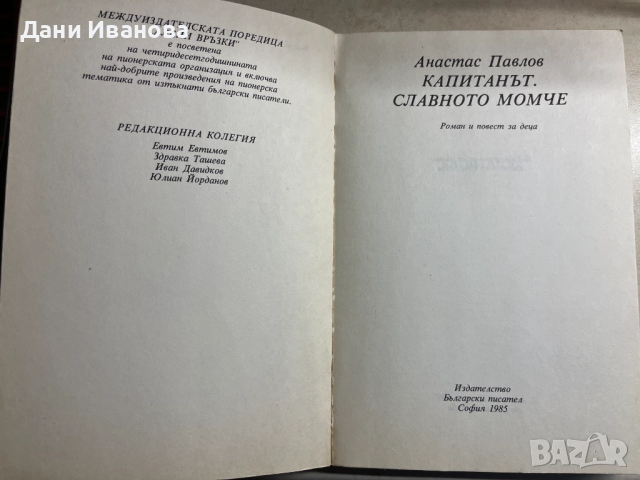 Дани Иванова
МЕЖДУИЗДАТЕЛСКАТА ПОРЕДИЦА
ВРЪЗКИ"
е посветена
на четиридесетгодишнината
на пионерската организация и включва
най-добрите произведения на пионерска
тематика от изтъкнати български писатели.
РЕДАКЦИОННА КОЛЕГИЯ
Евтим Евтимов
Здравка Ташева
Иван Давидков
Юлиан Йорданов
Анастас Павлов
КАПИТАНЪТ.
СЛАВНОТО МОМЧЕ
Роман и повест за деца
Издателство
Български писател
София 1985
BAZAR